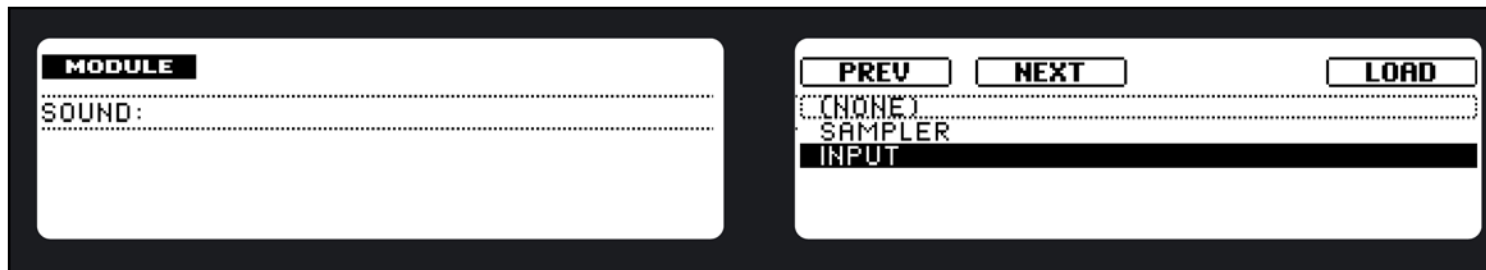 MODULE
SOUND:
PREV NEXT LOAD
(NONE)
SAMPLER
INPUT